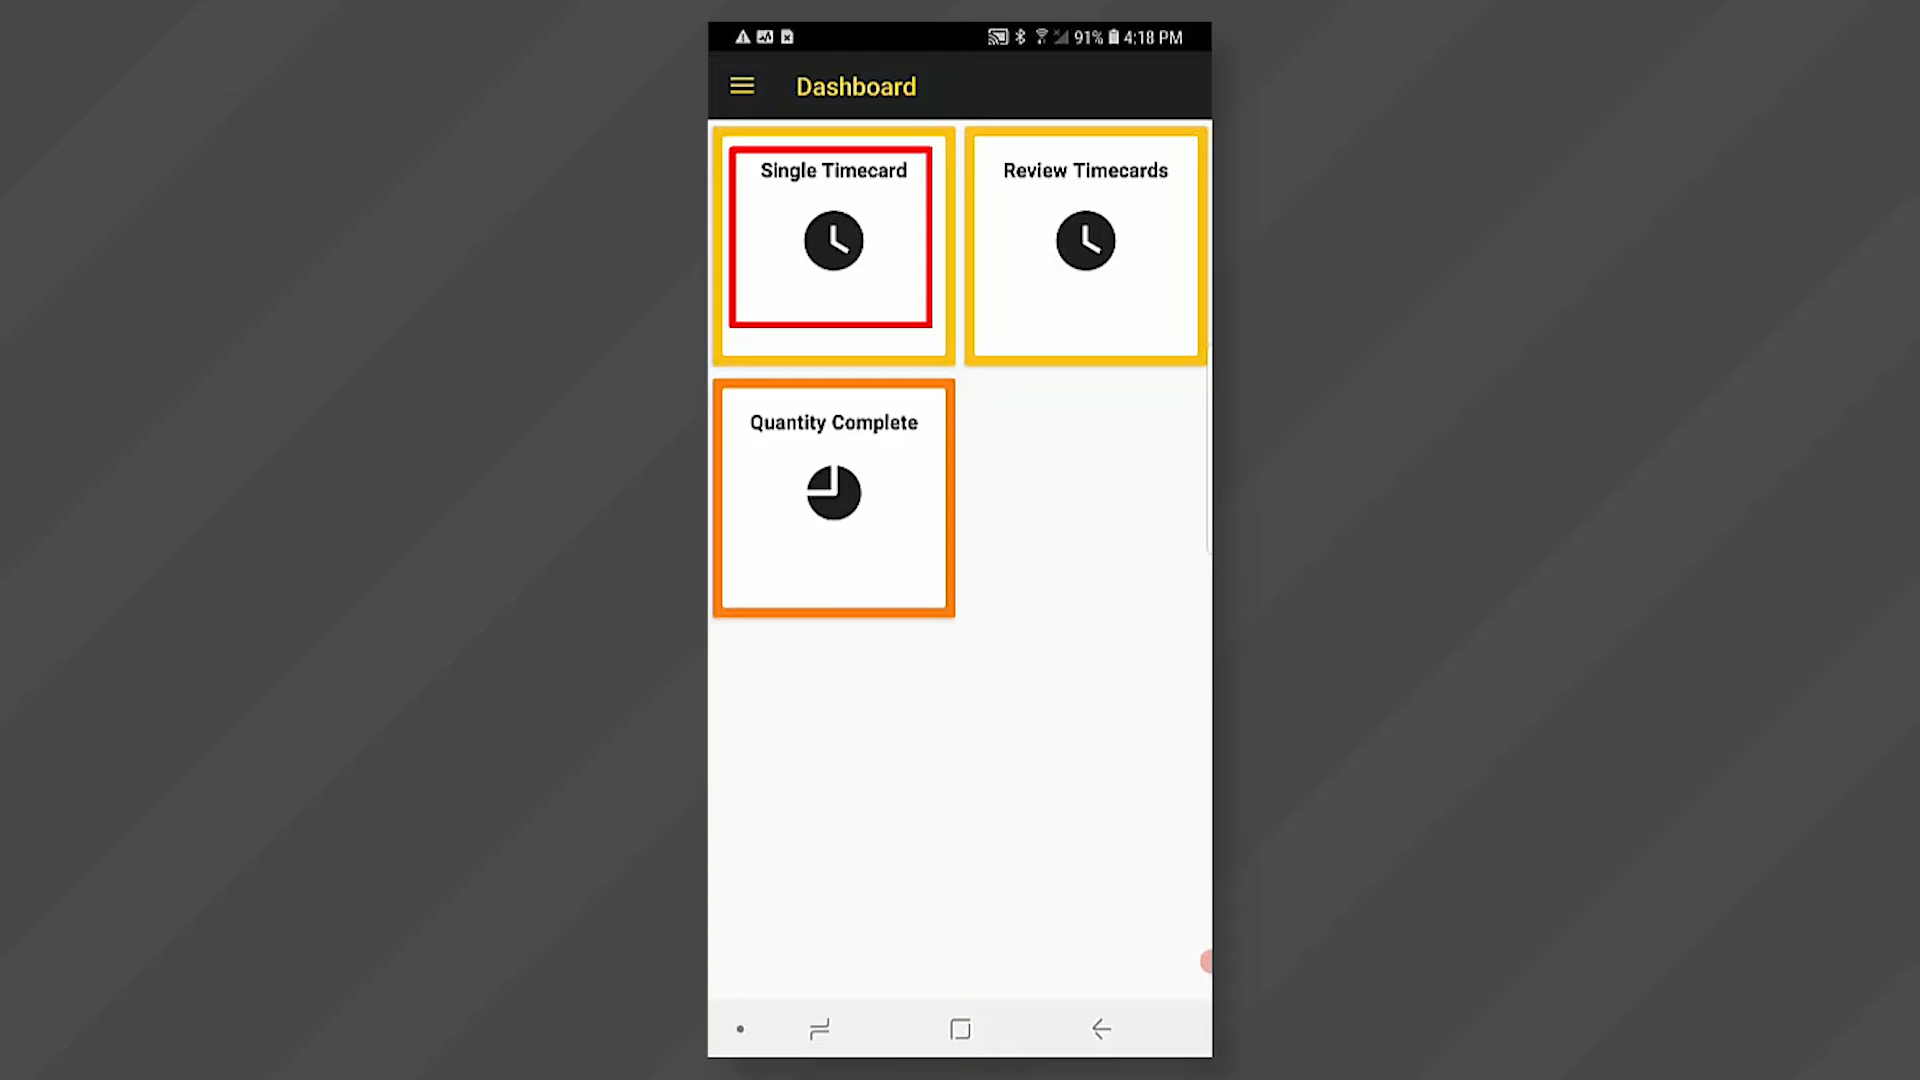 91% 4:18 PM
Dashboard
Single Timecard
Review Timecards
Quantity Complete